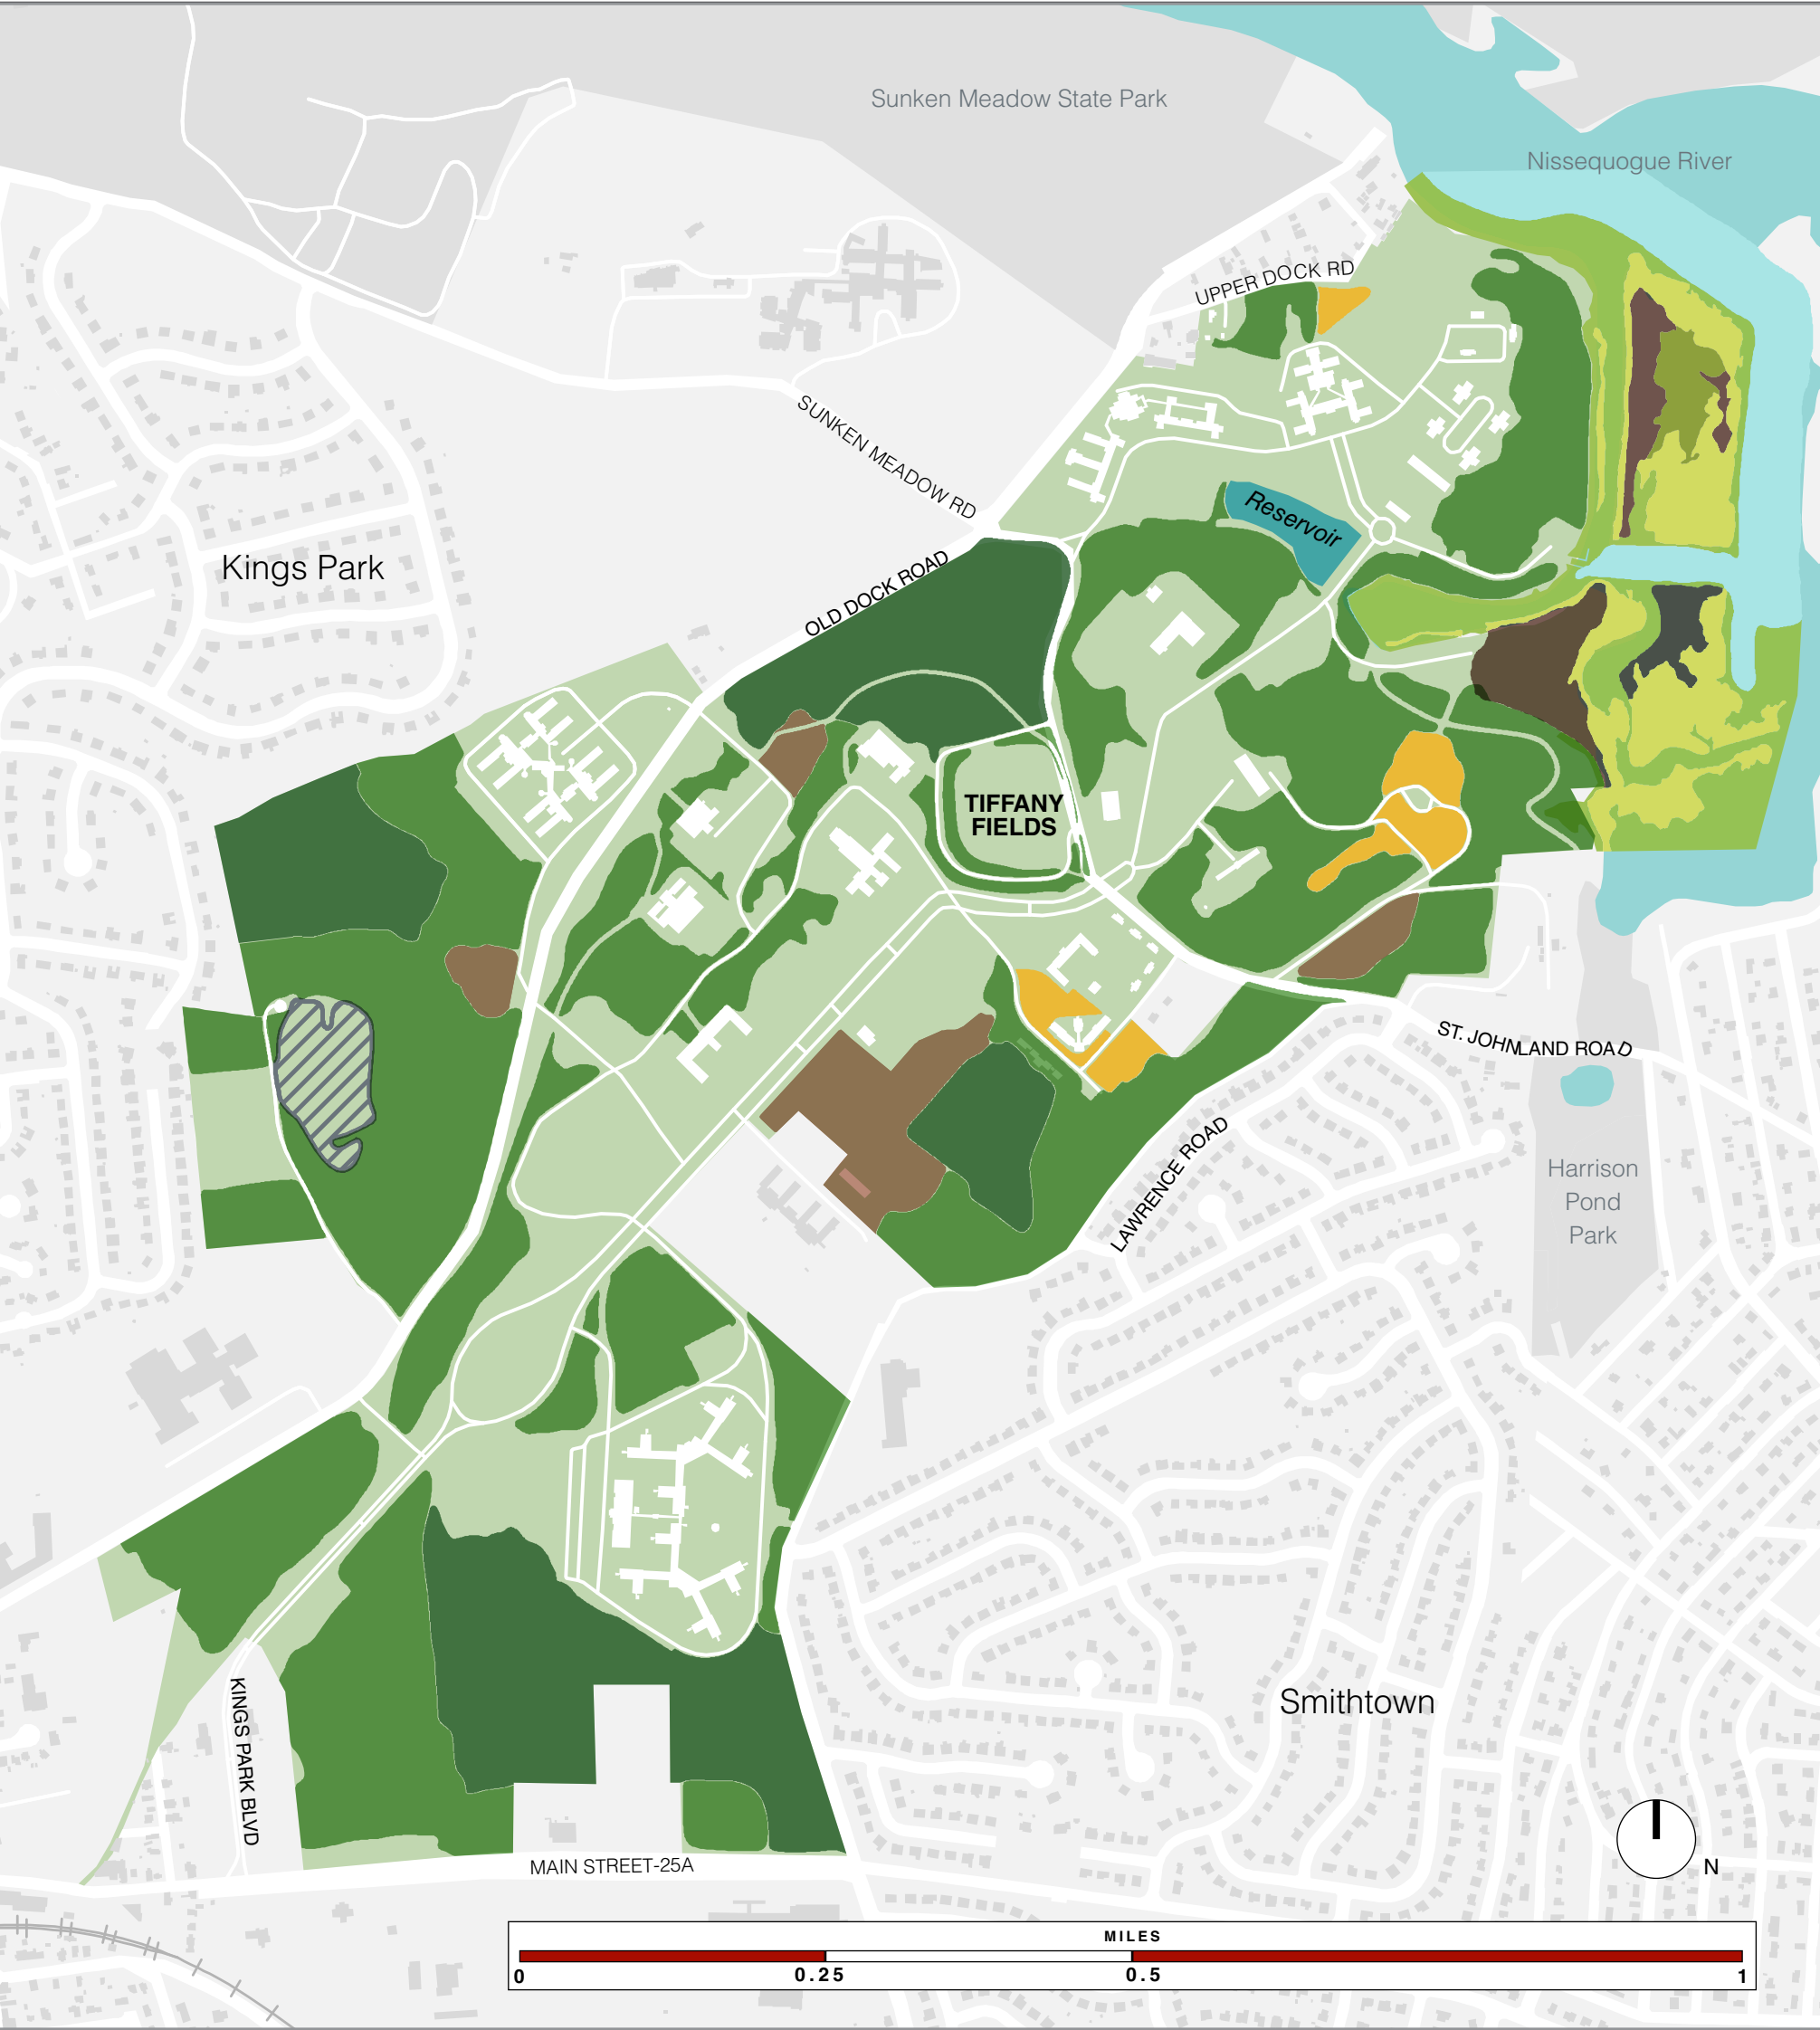 Sunken Meadow State Park
Nissequogue River
UPPER DOCK RD
SUNKEN MEADOW RD
Reservoir
Kings Park
OLD DOCK ROAD
TIFFANY
FIELDS
ST. JOHNLAND ROAD
LAWRENCE ROAD
Harrison
Pond
Park
KINGS PARK BLVD
Smithtown
MAIN STREET-25A
N
MILES
0
0.25
0.5
1